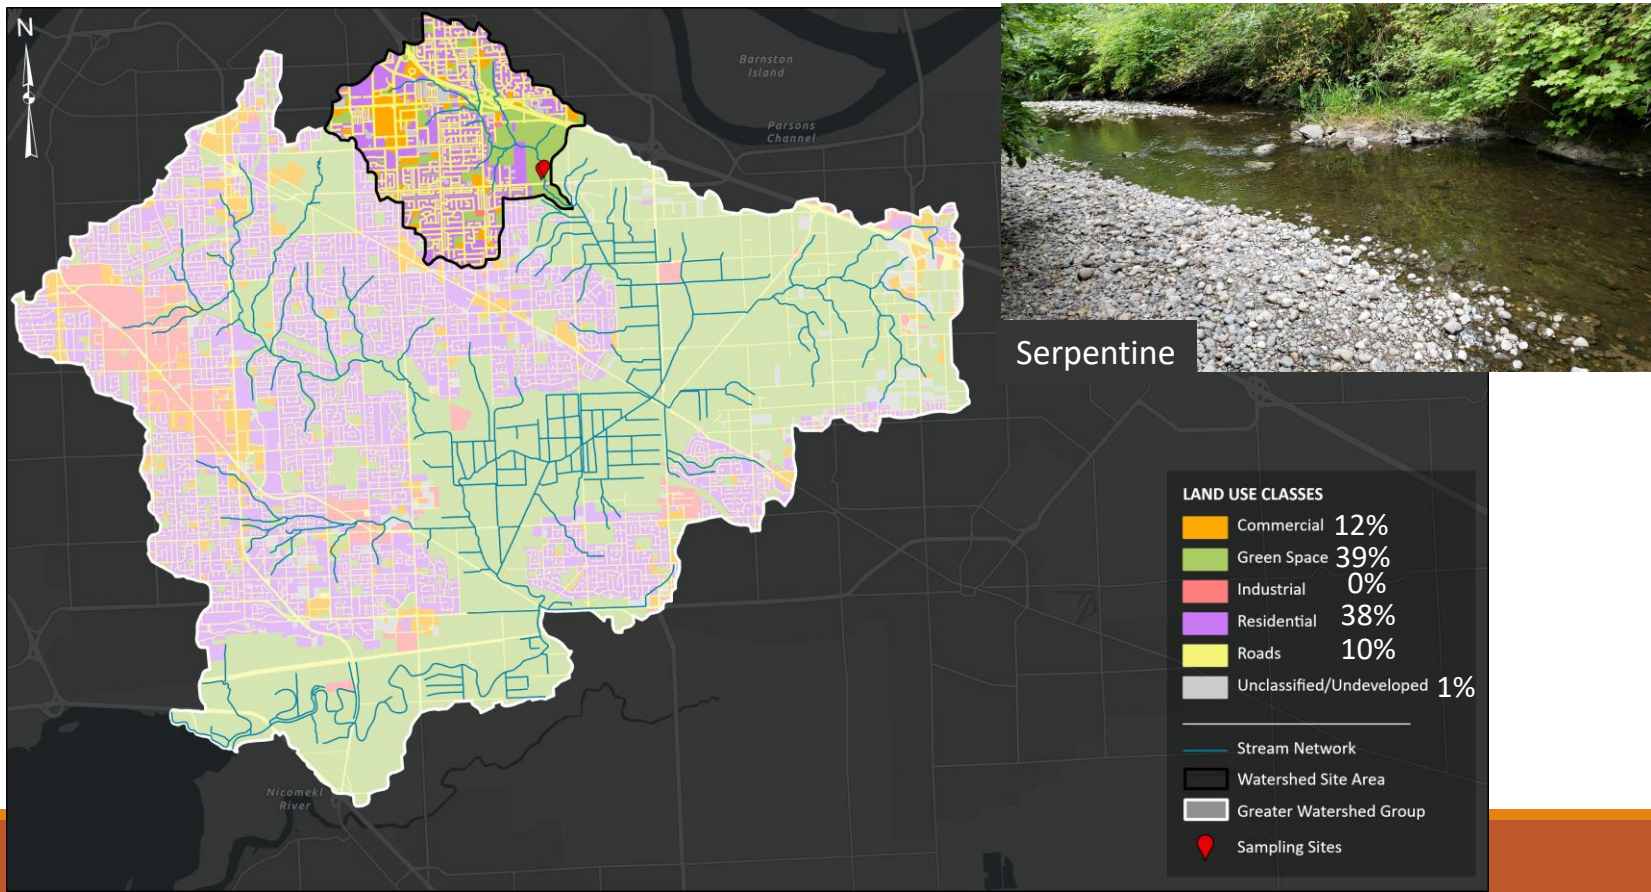 N
Barnston
Island
Parsons
Channel
Serpentine
Nicomekl
River
LAND USE CLASSES
Commercial 12%
Green Space 39%
Industrial 0%
Residential 38%
Roads 10%
Unclassified/Undeveloped 1%
Stream Network
Watershed Site Area
Greater Watershed Group
Sampling Sites